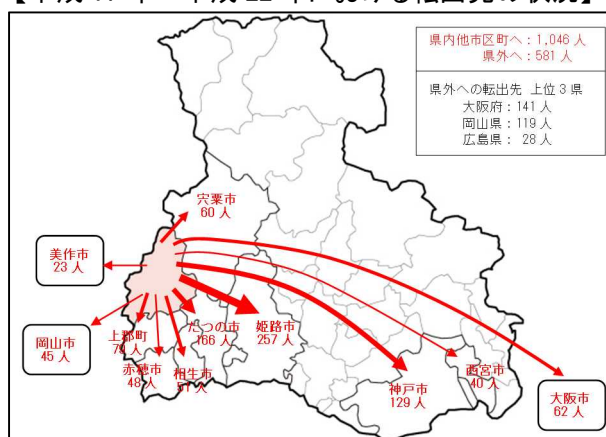 県内他市区町へ：1,046 人
県外へ：581 人
県外への転出先 上位 3 県
大阪府：141 人
岡山県：119 人
広島県： 28 人
宍粟市
60 人
美作市
23 人
岡山市
45 人
上郡町
赤穂市
48 人
相生市
51 人
たつの市
166 人
姫路市
257 人
神戸市
129 人
西宮市
40 人
大阪市
62 人